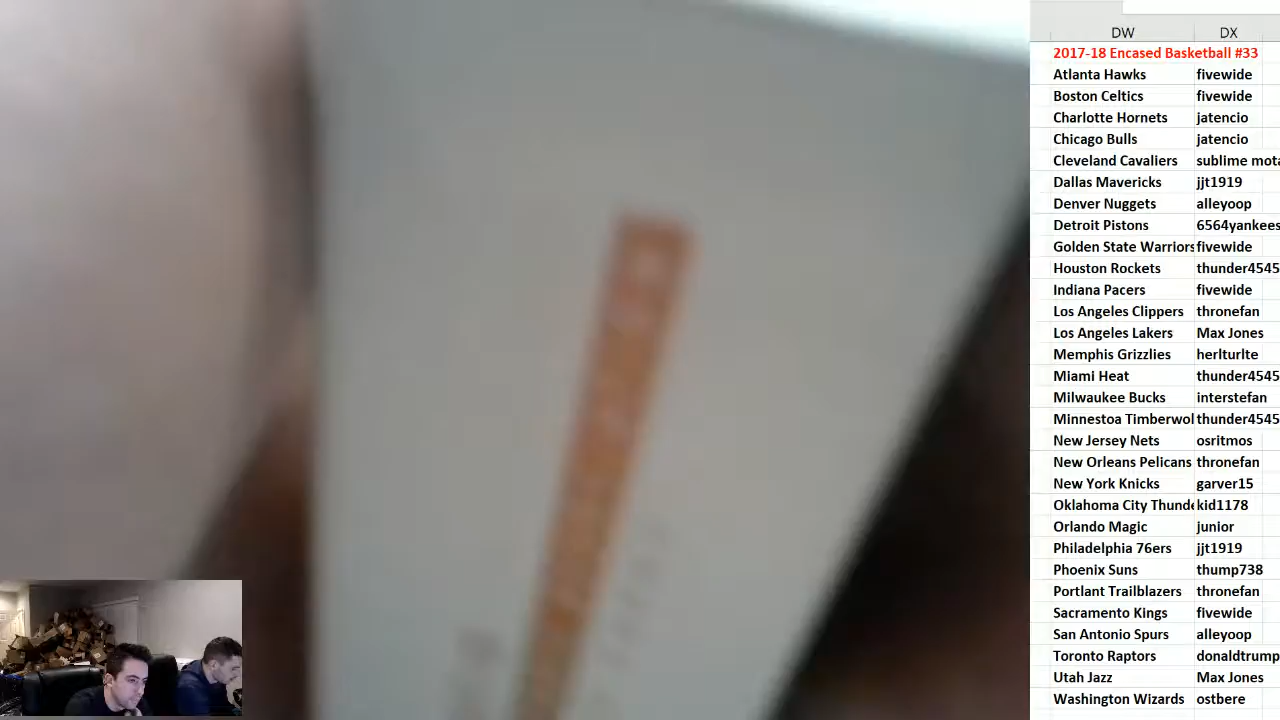 DW DX
2017-18 Encased Basketball #33
Atlanta Hawks fivewide
Boston Celtics fivewide
Charlotte Hornets jatencio
Chicago Bulls jatencio
Cleveland Cavaliers sublime mota
Dallas Mavericks jjt1919
Denver Nuggets alleyoop
Detroit Pistons 6564yankees
Golden State Warriors fivewide
Houston Rockets thunder4545
Indiana Pacers fivewide
Los Angeles Clippers thronefan
Los Angeles Lakers Max Jones
Memphis Grizzlies herlturlte
Miami Heat thunder4545
Milwaukee Bucks interstefan
Minnestoa Timberwol thunder4545
New Jersey Nets osritmos
New Orleans Pelicans thronefan
New York Knicks garver15
Oklahoma City Thunde kid1178
Orlando Magic junior
Philadelphia 76ers jjt1919
Phoenix Suns thump738
Portlant Trailblazers thronefan
Sacramento Kings fivewide
San Antonio Spurs alleyoop
Toronto Raptors donaldtrump
Utah Jazz Max Jones
Washington Wizards ostbere